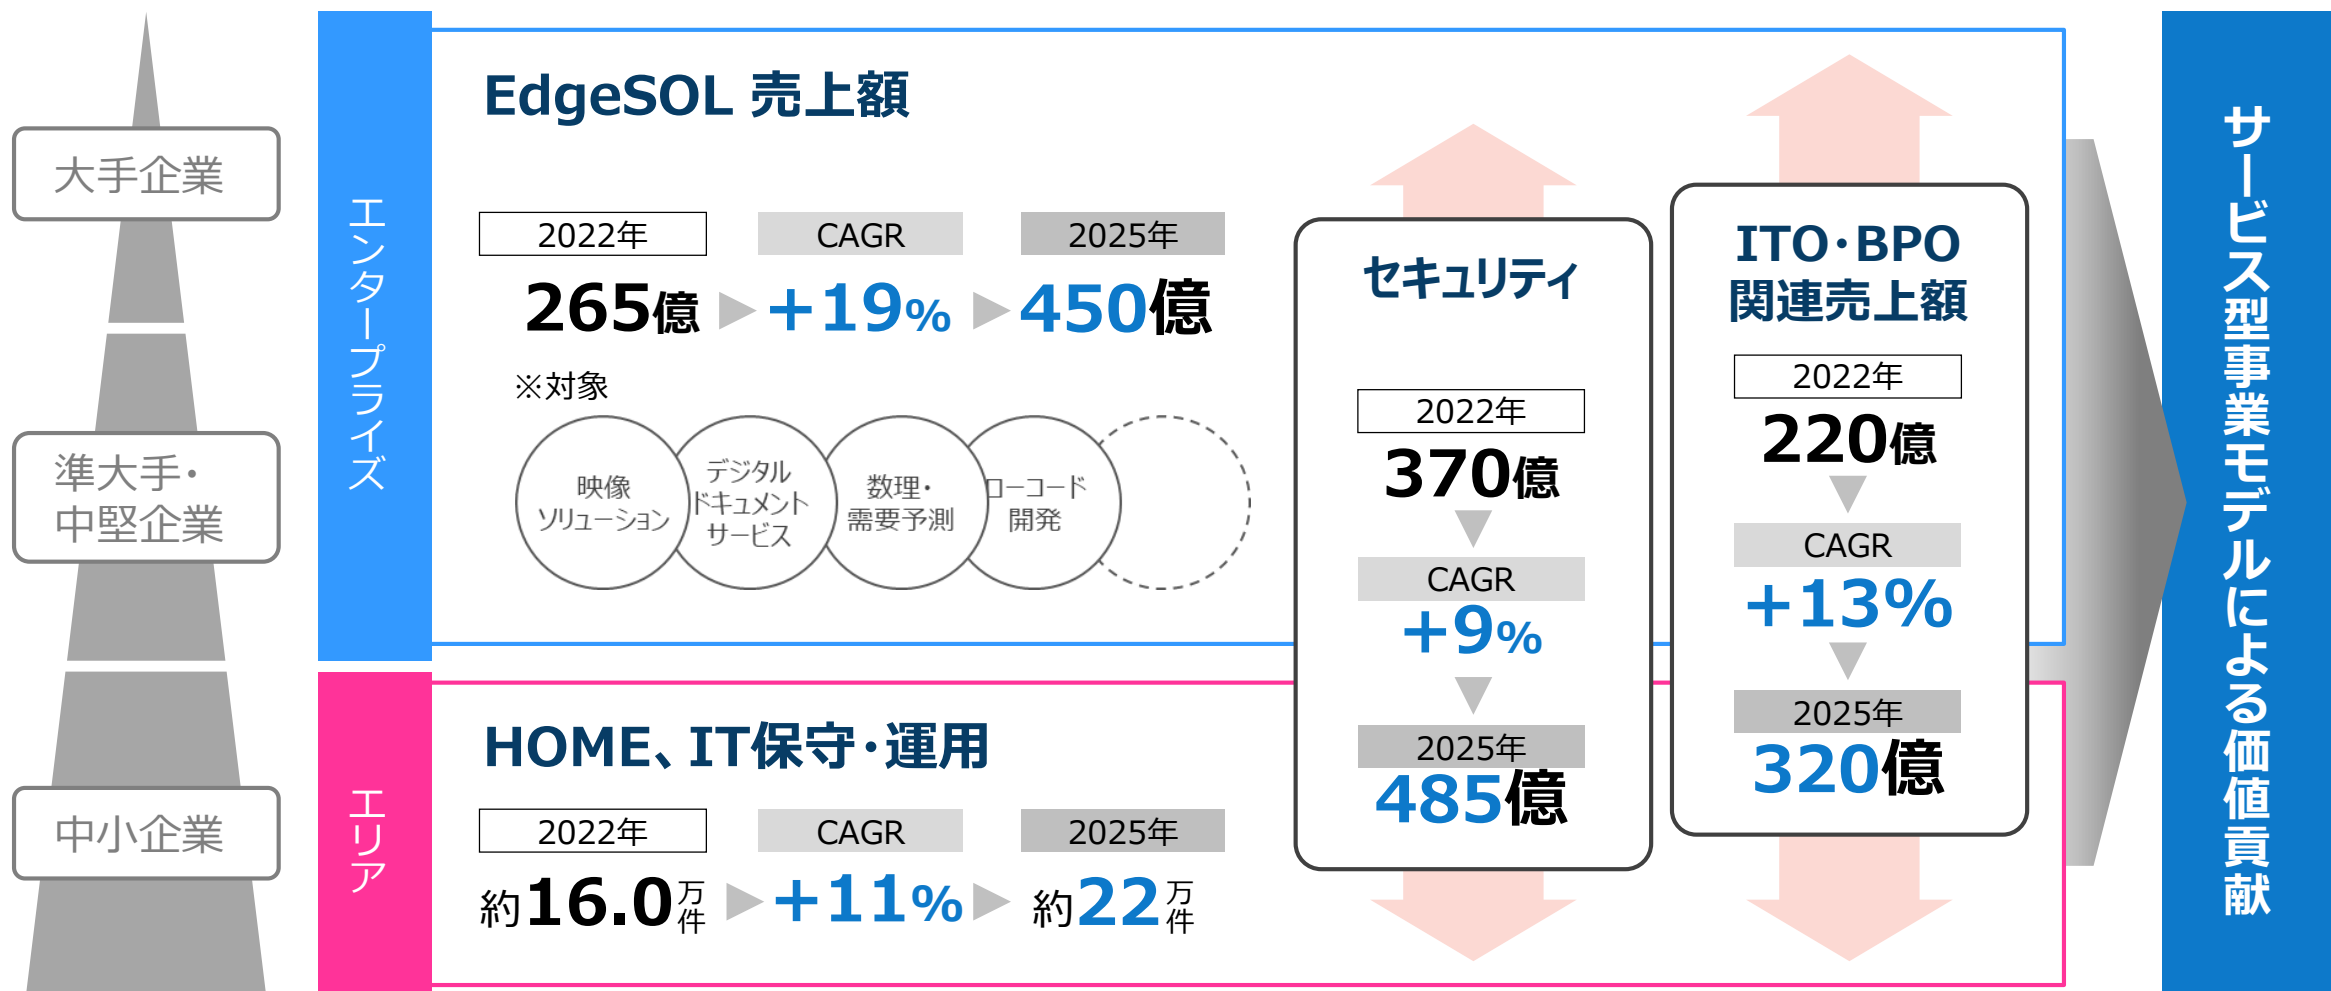 大手企業
準大手・
中堅企業
中小企業
エンタープライズ
EdgeSOL 売上額
2022年
CAGR
2025年
265億
+19%
450億
※対象
映像
ソリューション
デジタル
ドキュメント
サービス
数理・
需要予測
ローコード
開発
エリア
HOME、IT保守・運用
2022年
CAGR
2025年
約16.0万件
+11%
約22万件
セキュリティ
2022年
370億
CAGR
+9%
2025年
485億
ITO・BPO
関連売上額
2022年
220億
CAGR
+13%
2025年
320億
サービス型事業モデルによる価値貢献